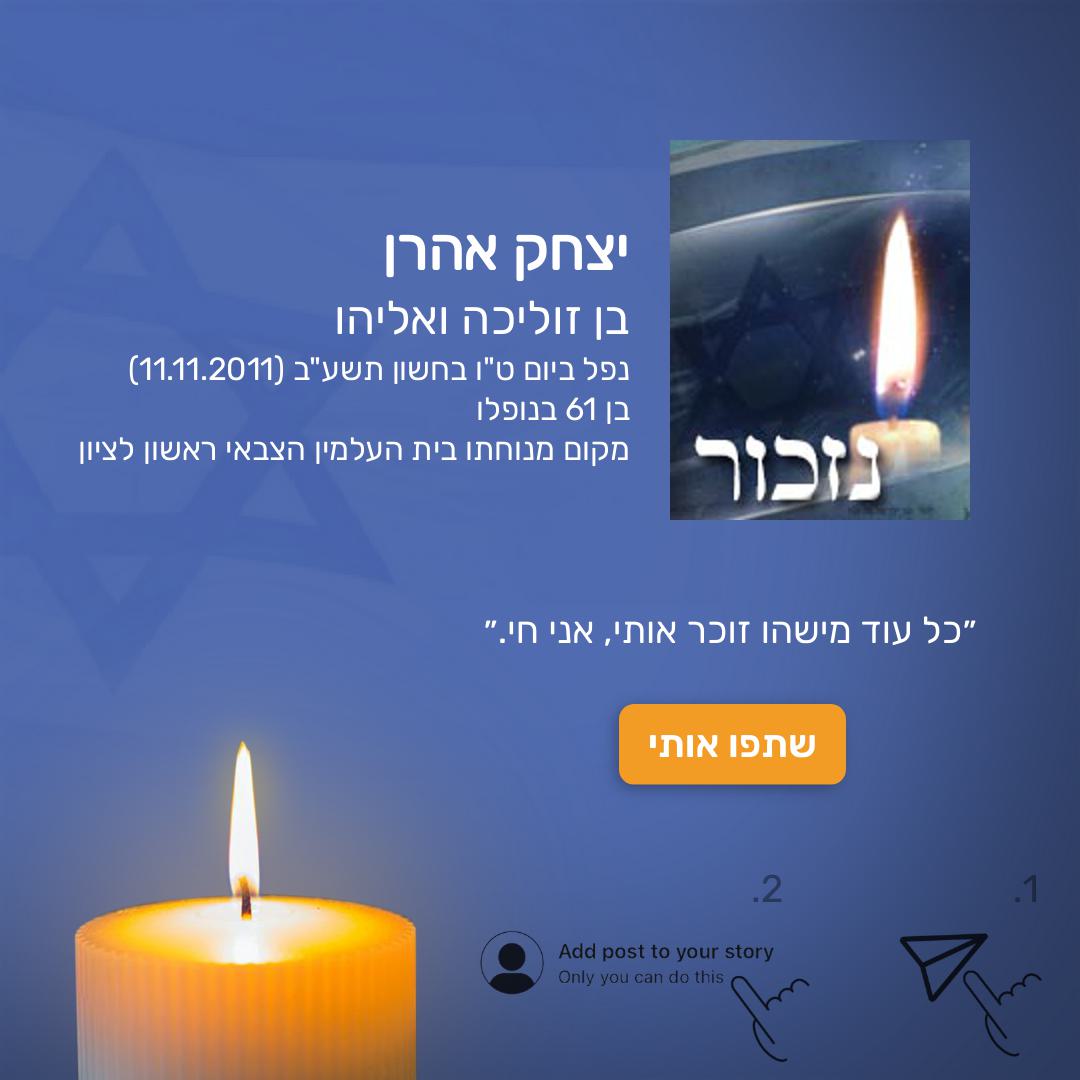 יצחק אהרן
בן זוליכה ואליהו
נפל ביום ט"ו בחשון תשע"ב (11.11.2011)
בן 61 בנופלו
מקום מנוחתו בית העלמין הצבאי ראשון לציון
נזכור
״כל עוד מישהו זוכר אותי, אני חי.״
שתפו אותי
1.
2.
Add post to your story
Only you can do this